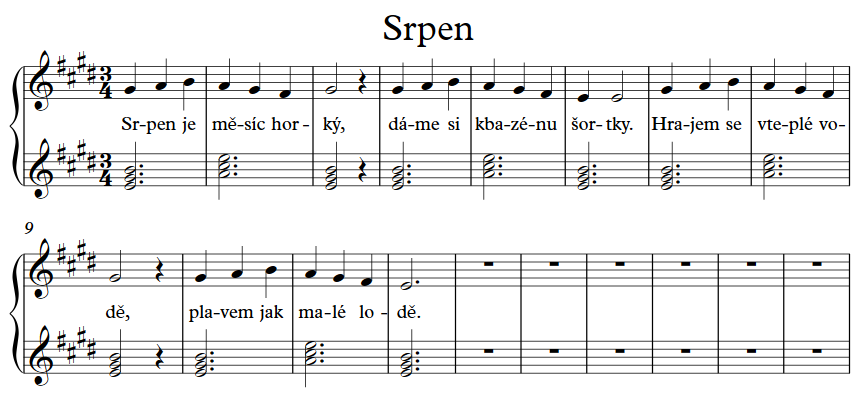 Srpen
Sr-pen je mě-síc hor- ký, dá-me si kba-zé-nu šor-tky. Hra-jem se vte-plé vo-
9
dě, pla-vem jak ma-lé lo-dě.